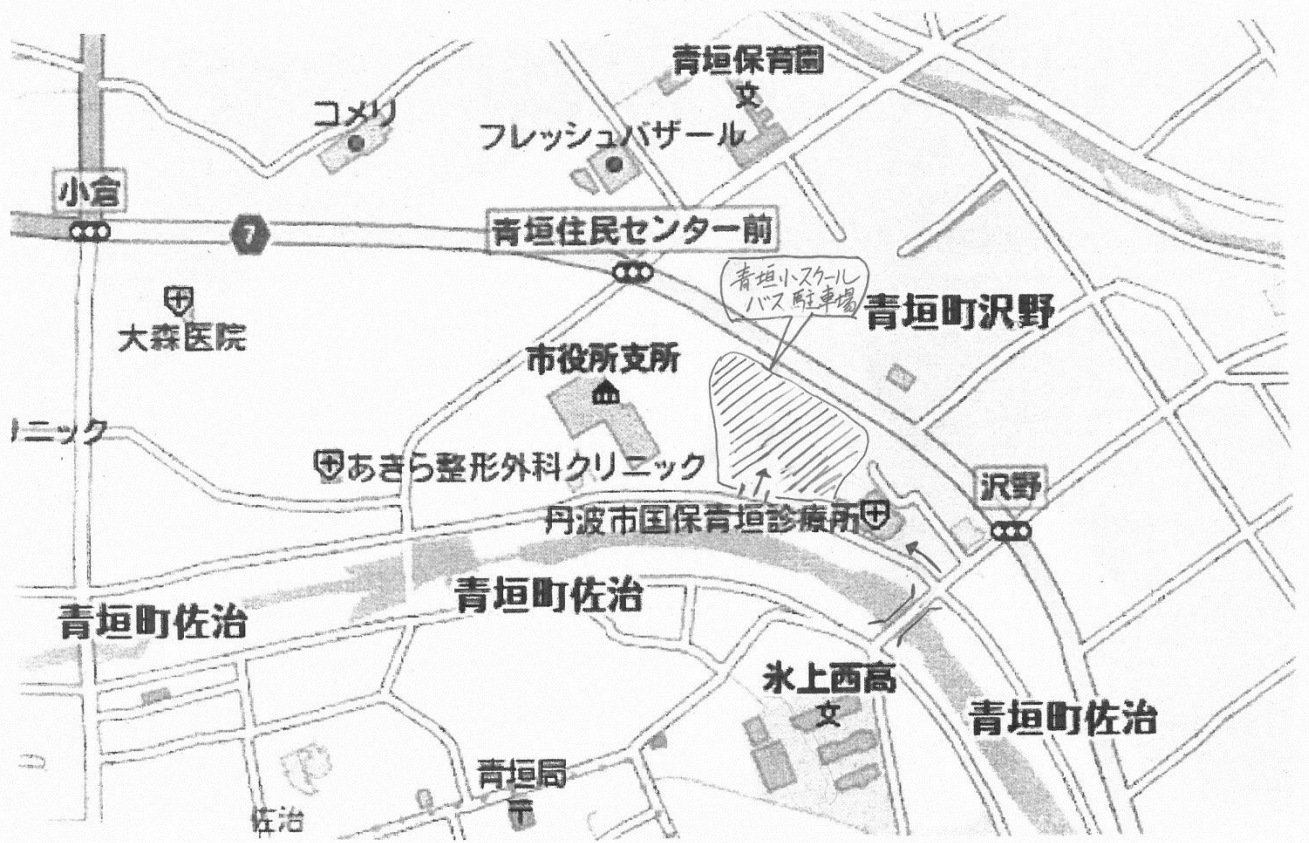 青垣保育園
文
コメリ
フレッシュバザール
小倉
7
青垣住民センター前
青垣小スクール
バス駐車場
青垣町沢野
大森医院
市役所支所
リニック
あきら整形外科クリニック
沢野
丹波市国保青垣診療所
青垣町佐治
青垣町佐治
氷上西高
文
青垣町佐治
青垣局
〒
佐治